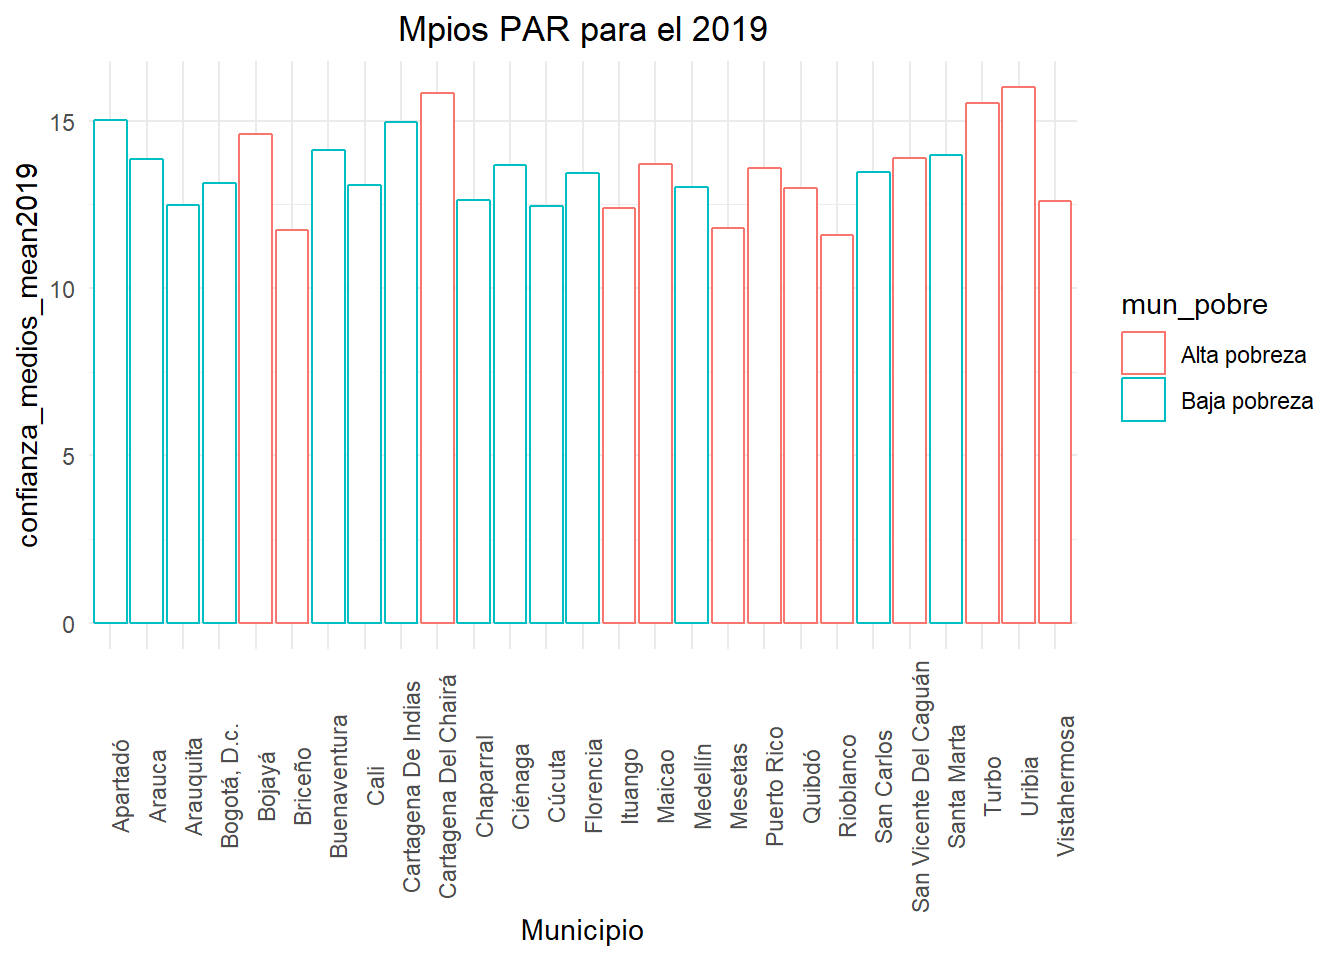 Mpios PAR para el 2019
confianza_medios_mean2019
15
10
5
0
Apartadó
Arauca
Arauquita
Bogotá, D.c.
Bojayá
Briceño
Buenaventura
Cali
Cartagena De Indias
Cartagena Del Chairá
Chaparral
Ciénaga
Cúcuta
Florencia
Ituango
Maicao
Medellín
Mesetas
Puerto Rico
Quibdó
Rioblanco
San Carlos
San Vicente Del Caguán
Santa Marta
Turbo
Uribia
Vistahermosa
Municipio
mun_pobre
Alta pobreza
Baja pobreza